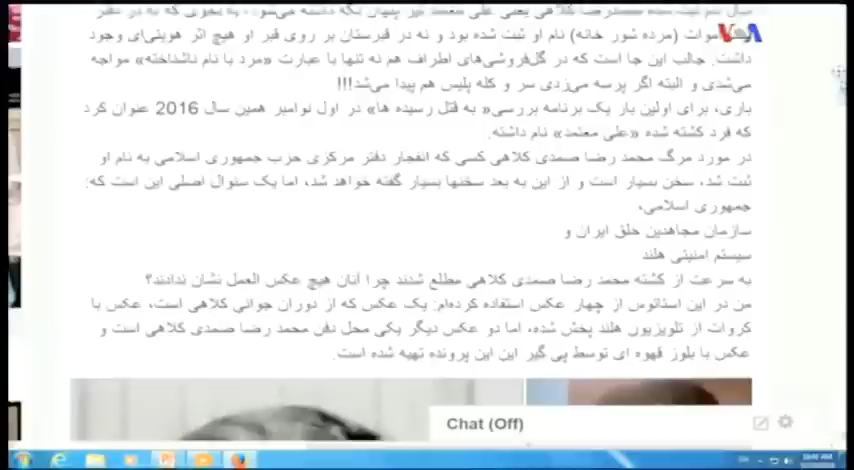 VOA
موات (مرده شور خانه) نام او ثبت شده بود و نه در قبرستان بر روی قبر او هیچ اثر هویتی‌ای وجود
داشت. جالب این جا است که در گل‌فروشی‌های اطراف هم نه تنها با عبارت «مرد با نام ناشناخته» مواجه
می‌شدی و البته اگر پرسه می‌زدی سر و کله پلیس هم پیدا می‌شد!!!
باری، برای اولین بار یک برنامه بررسی« به قتل رسیده ها» در اول نوامبر همین سال 2016 عنوان کرد
که فرد کشته شده «علی معتمد» نام داشته.
در مورد مرگ محمد رضا صمدی کلاهی کسی که انفجار دفتر مرکزی حزب جمهوری اسلامی به نام او
ثبت شد، سخن بسیار است و از این به بعد سخنها بسیار گفته خواهد شد، اما یک سئوال اصلی این است که:
جمهوری اسلامی،
سازمان مجاهدین خلق ایران و
سیستم امنیتی هلند
به سرعت از کشته محمد رضا صمدی کلاهی مطلع شدند چرا آنان هیچ عکس العمل نشان ندادند؟
من در این استاتوس از چهار عکس استفاده کرده‌ام: یک عکس که از دوران جوانی کلاهی است، عکس با
کروات از تلویزیون هلند پخش شده، اما دو عکس دیگر یکی محل دفن محمد رضا صمدی کلاهی است و
عکس با بلوز قهوه ای توسط پی گیر این این پرونده تهیه شده است.
Chat (Off)